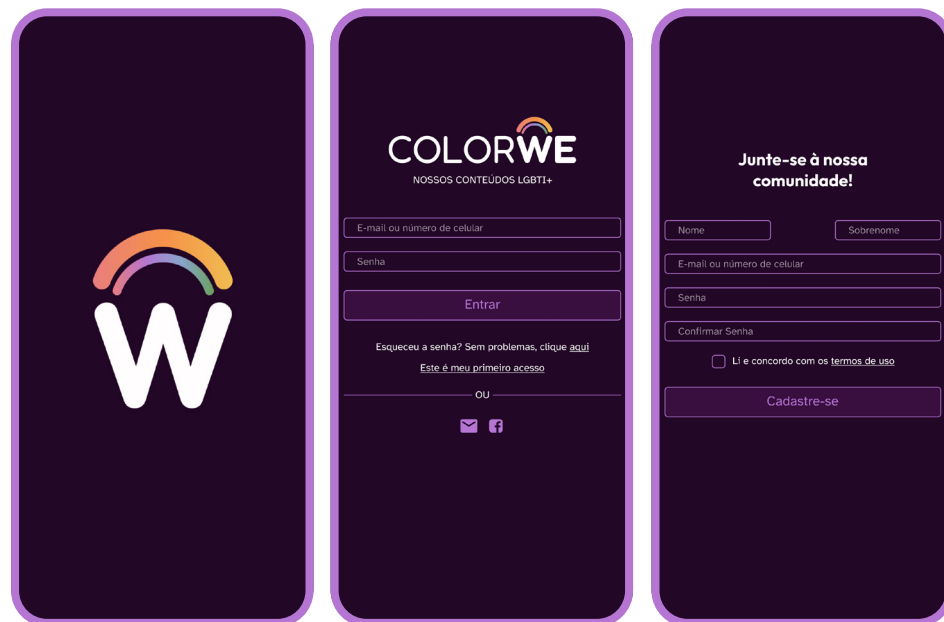 W
COLORWE
NOSSOS CONTEÚDOS LGBTI+
E-mail ou número de celular
Senha
Entrar
Esqueceu a senha? Sem problemas, clique aqui
Este é meu primeiro acesso
OU
Junte-se à nossa
comunidade!
Nome Sobrenome
E-mail ou número de celular
Senha
Confirmar Senha
Li e concordo com os termos de uso
Cadastre-se